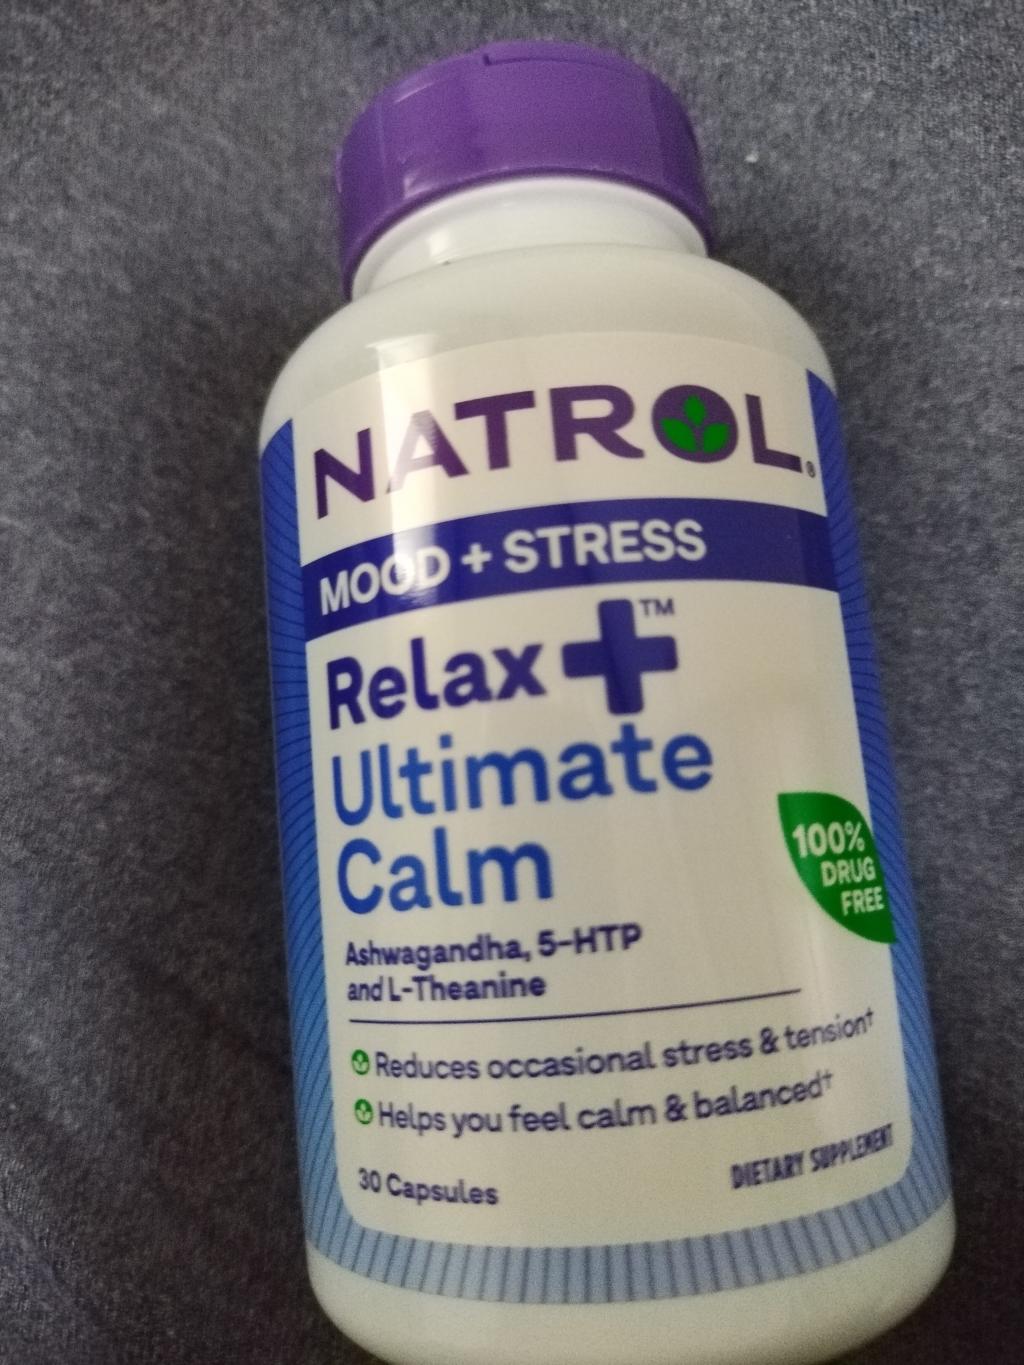 NATROL®
MOOD + STRESS
Relax+™
Ultimate
Calm
100%
DRUG
FREE
Ashwagandha, 5-HTP
and L-Theanine
Reduces occasional stress & tension†
Helps you feel calm & balanced†
30 Capsules
DIETARY SUPPLEMENT